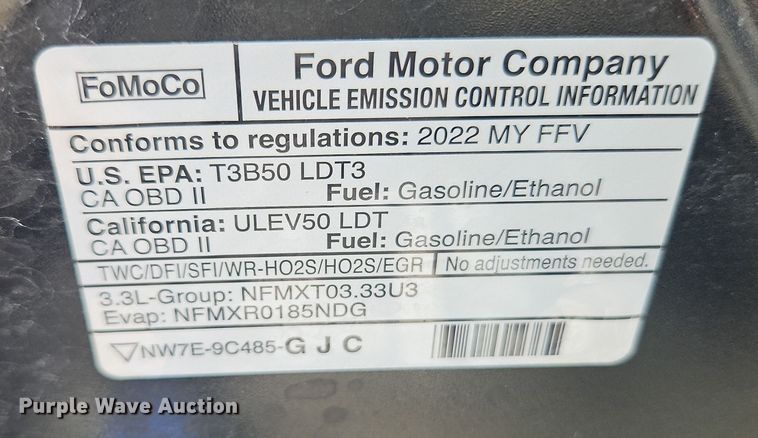 FoMoCo
Ford Motor Company
VEHICLE EMISSION CONTROL INFORMATION
Conforms to regulations: 2022 MY FFV
U.S. EPA: T3B50 LDT3
CA OBD II Fuel: Gasoline/Ethanol
California: ULEV50 LDT
CA OBD II Fuel: Gasoline/Ethanol
TWC/DFI/SFI/WR-HO2S/HO2S/EGR No adjustments needed.
3.3L-Group: NFMXT03.33U3
Evap: NFMXR0185NDG
NW7E-9C485-G J C
Purple Wave Auction